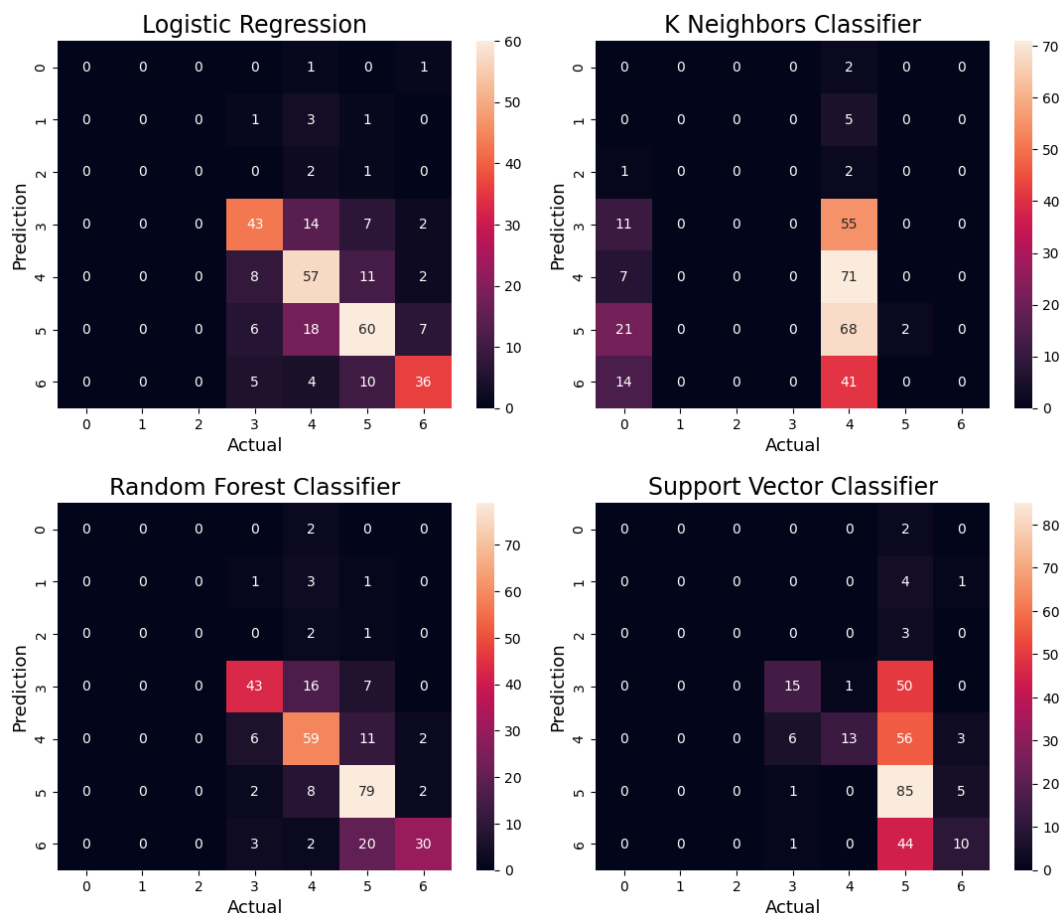 Logistic Regression
0 0 0 0 0 1 0 1
1 0 0 0 1 3 1 0
2 0 0 0 0 2 1 0
3 0 0 0 43 14 7 2
4 0 0 0 8 57 11 2
5 0 0 0 6 18 60 7
6 0 0 0 5 4 10 36
0 1 2 3 4 5 6
Prediction
Actual
60
50
40
30
20
10
0
K Neighbors Classifier
0 0 0 0 0 2 0 0
1 0 0 0 0 5 0 0
2 1 0 0 0 2 0 0
3 11 0 0 0 55 0 0
4 7 0 0 0 71 0 0
5 21 0 0 0 68 2 0
6 14 0 0 0 41 0 0
0 1 2 3 4 5 6
Prediction
Actual
70
60
50
40
30
20
10
0
Random Forest Classifier
0 0 0 0 0 2 0 0
1 0 0 0 1 3 1 0
2 0 0 0 0 2 1 0
3 0 0 0 43 16 7 0
4 0 0 0 6 59 11 2
5 0 0 0 2 8 79 2
6 0 0 0 3 2 20 30
0 1 2 3 4 5 6
Prediction
Actual
70
60
50
40
30
20
10
0
Support Vector Classifier
0 0 0 0 0 0 2 0
1 0 0 0 0 0 4 1
2 0 0 0 0 0 3 0
3 0 0 0 15 1 50 0
4 0 0 0 6 13 56 3
5 0 0 0 1 0 85 5
6 0 0 0 1 0 44 10
0 1 2 3 4 5 6
Prediction
Actual
80
70
60
50
40
30
20
10
0